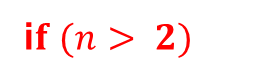 if (n > 2)